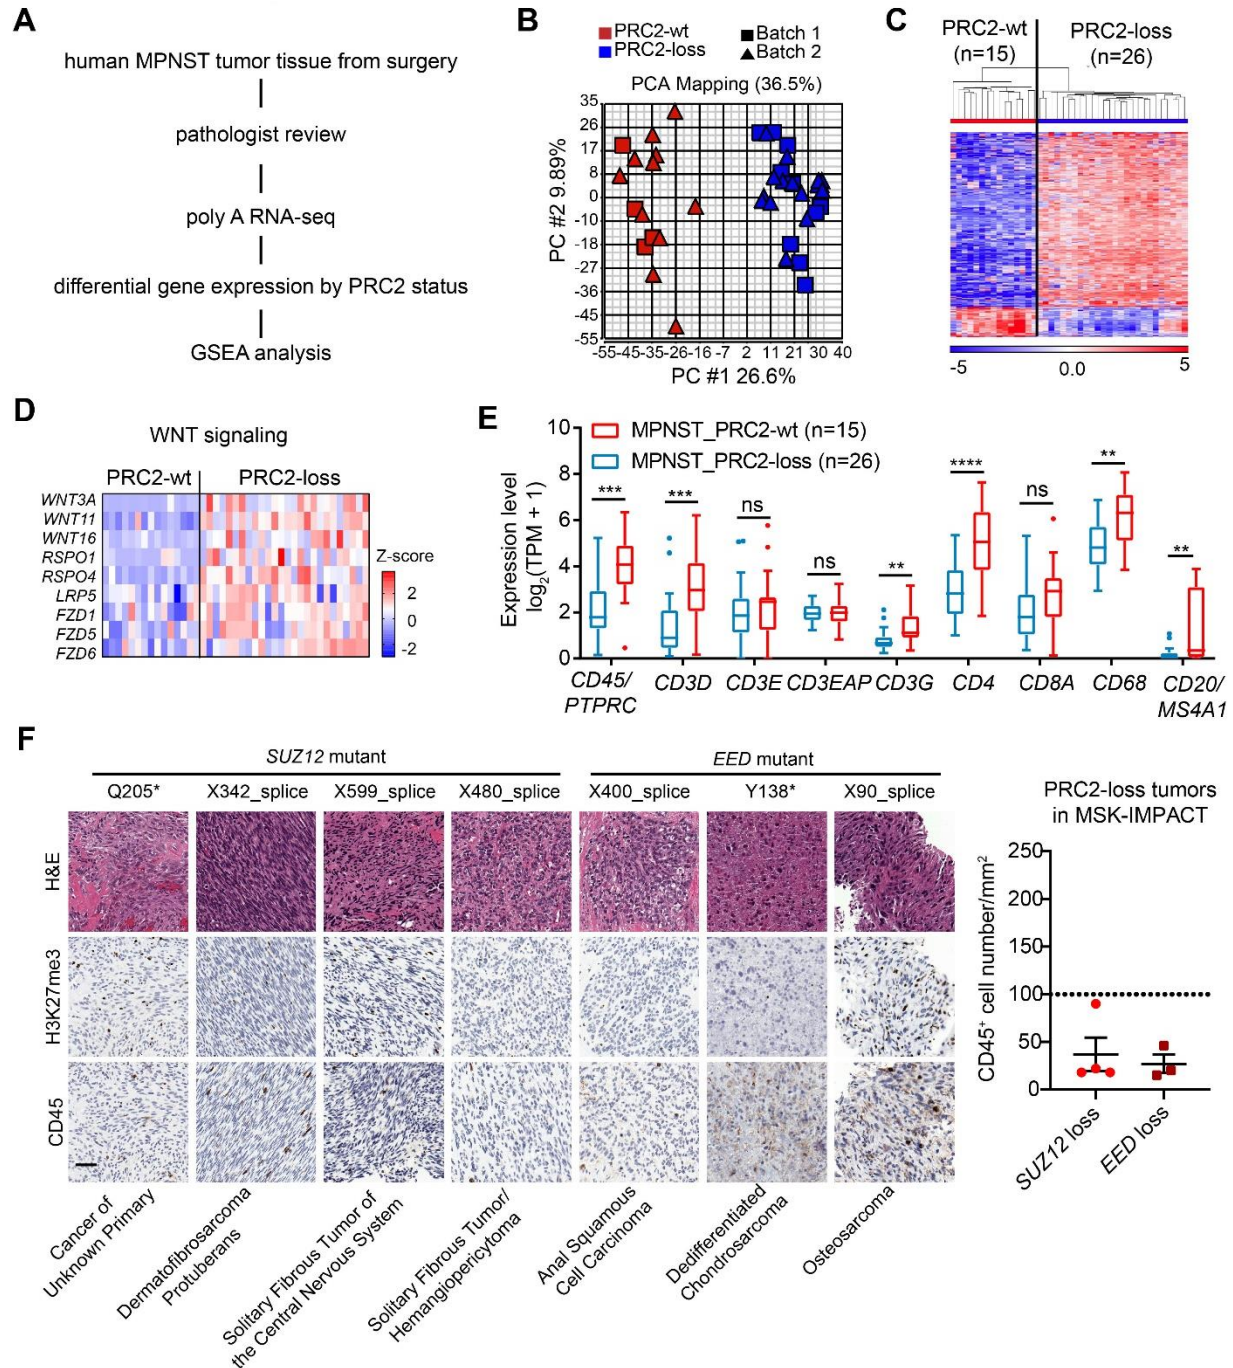 A
human MPNST tumor tissue from surgery
pathologist review
poly A RNA-seq
differential gene expression by PRC2 status
GSEA analysis
B
PRC2-wt
PRC2-loss
Batch 1
Batch 2
PCA Mapping (36.5%)
PC #2 9.89%
35
26
17
8
0
-10
-18
-27
-36
-45
-55
-55 -45 -35 -26 -16 -7 2 11 21 30 40
PC #1 26.6%
C
PRC2-wt
(n=15)
PRC2-loss
(n=26)
-5 0.0 5
D
WNT signaling
PRC2-wt PRC2-loss
WNT3A
WNT11
WNT16
RSPO1
RSPO4
LRP5
FZD1
FZD5
FZD6
Z-score
2
0
-2
E
Expression level
log2(TPM + 1)
10
8
6
4
2
0
MPNST_PRC2-wt (n=15)
MPNST_PRC2-loss (n=26)
*** *** ns ns ** **** ns ** **
CD45/
PTPRC
CD3D
CD3E
CD3EAP
CD3G
CD4
CD8A
CD68
CD20/
MS4A1
F
SUZ12 mutant
EED mutant
Q205* X342_splice X599_splice X480_splice X400_splice Y138* X90_splice
H&E
H3K27me3
CD45
Cancer of
Unknown Primary
Dermatofibrosarcoma
Protuberans
Solitary Fibrous Tumor of
the Central Nervous System
Solitary Fibrous Tumor/
Hemangiopericytoma
Anal Squamous
Cell Carcinoma
Dedifferentiated
Chondrosarcoma
Osteosarcoma
PRC2-loss tumors
in MSK-IMPACT
CD45+ cell number/mm2
250
200
150
100
50
0
SUZ12 loss
EED loss